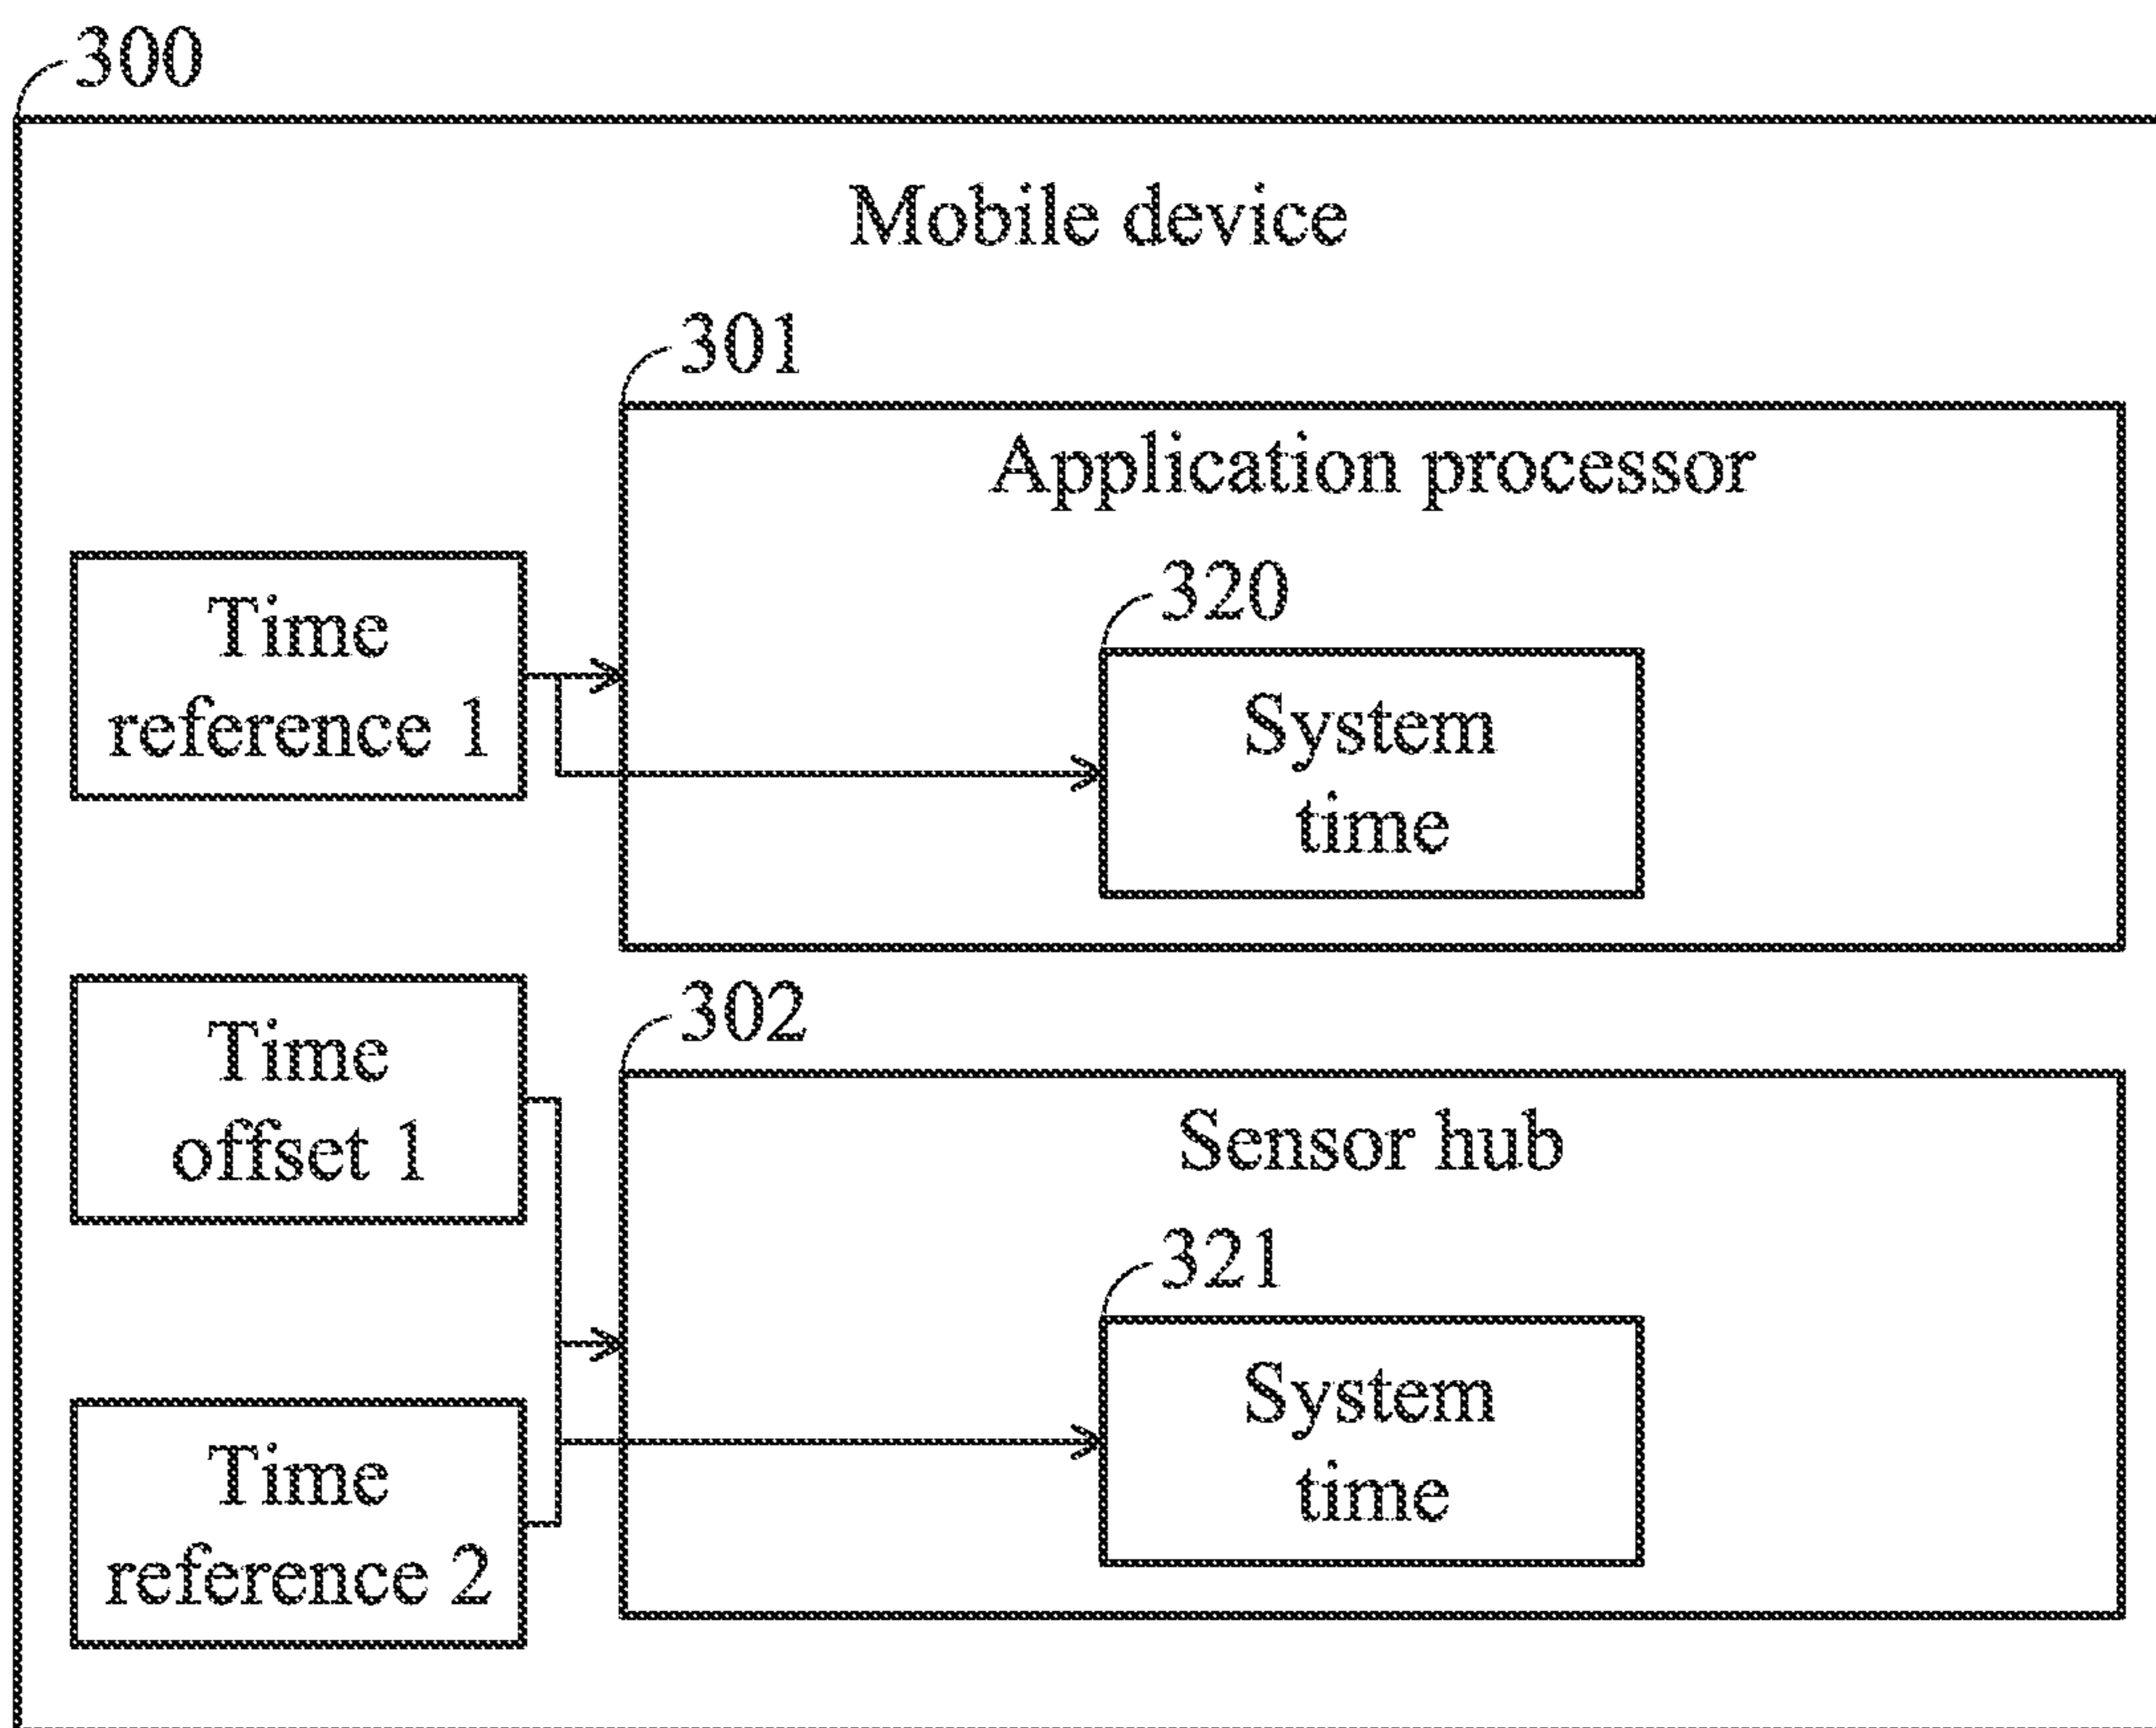 300
Mobile device
301
Application processor
320
Time
reference 1
System
time
Time
offset 1
302
Sensor hub
321
System
time
Time
reference 2